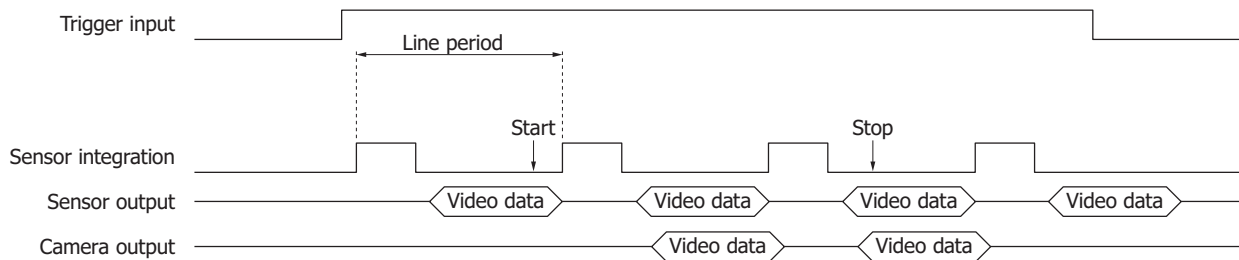 Trigger input
Line period
Start
Stop
Sensor integration
Sensor output
Video data
Video data
Video data
Video data
Camera output
Video data
Video data